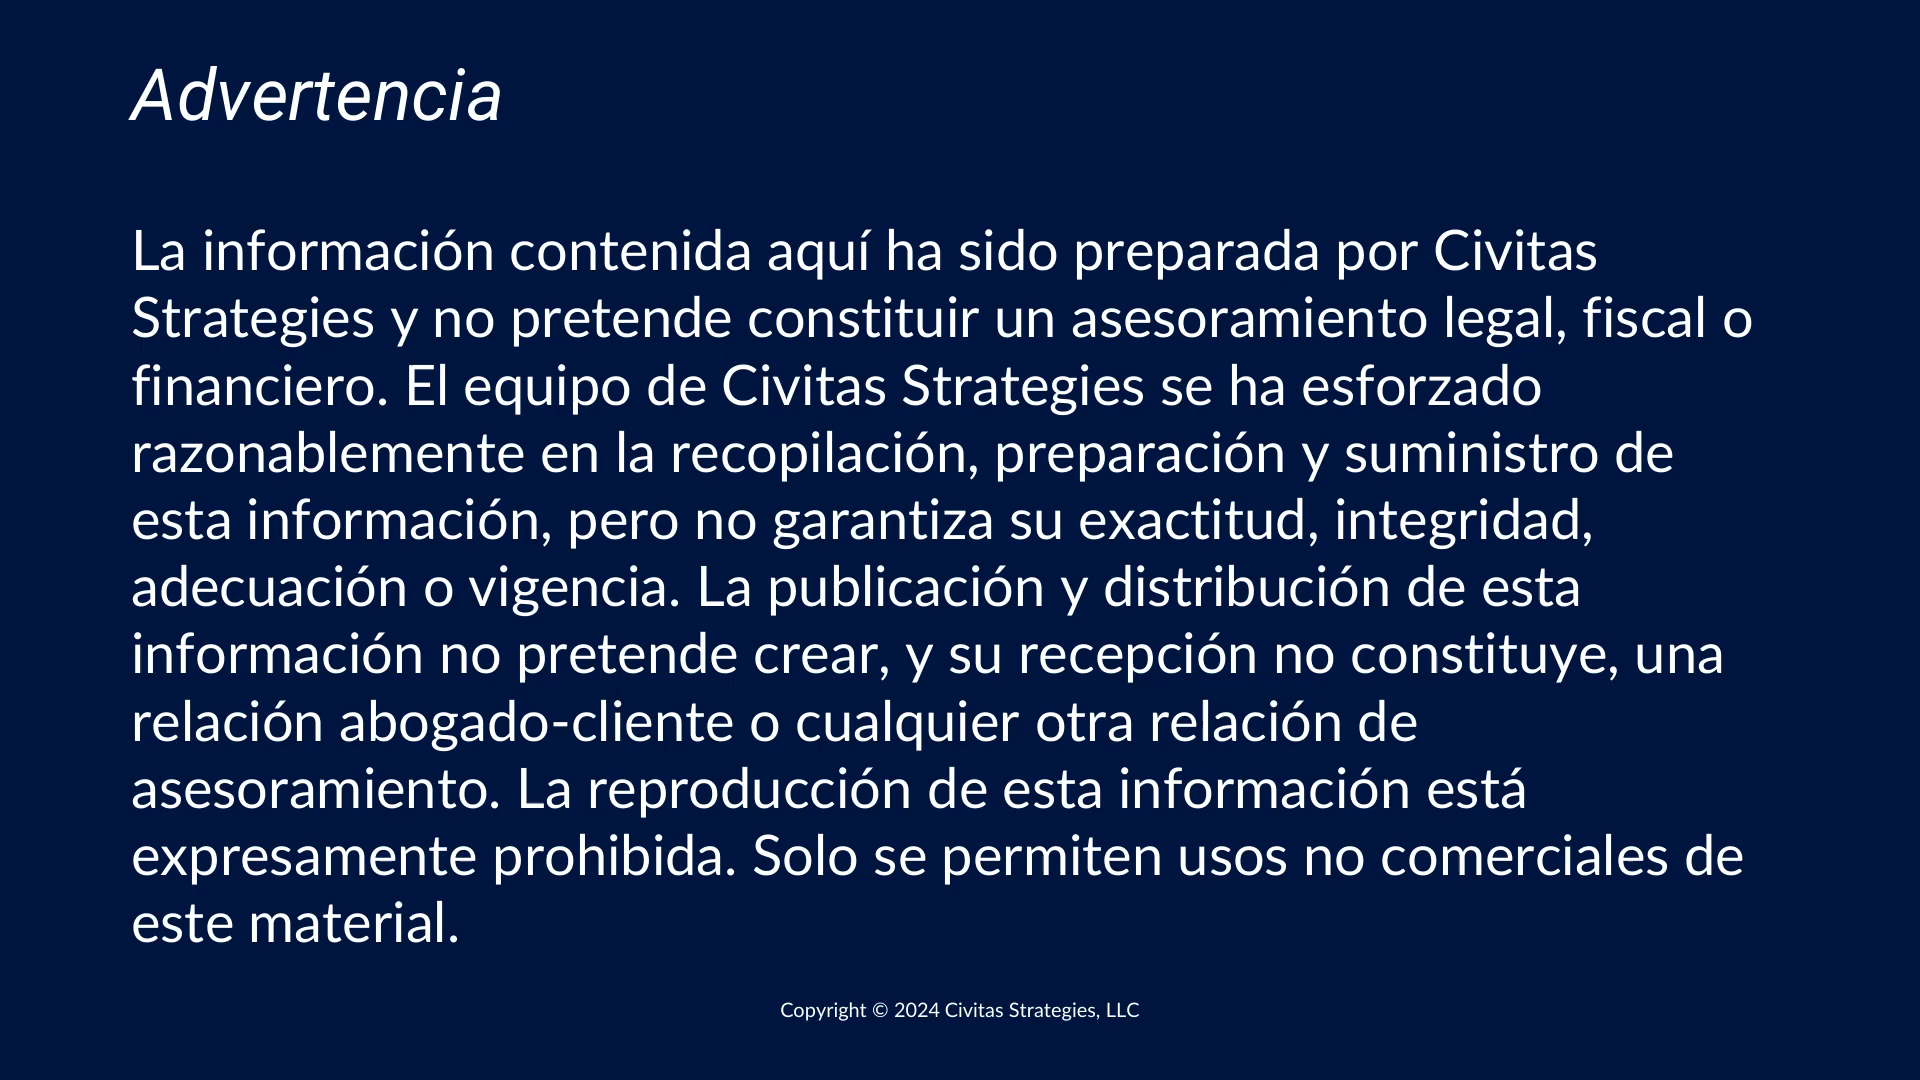 Advertencia
La información contenida aquí ha sido preparada por Civitas
Strategies y no pretende constituir un asesoramiento legal, fiscal o
financiero. El equipo de Civitas Strategies se ha esforzado
razonablemente en la recopilación, preparación y suministro de
esta información, pero no garantiza su exactitud, integridad,
adecuación o vigencia. La publicación y distribución de esta
información no pretende crear, y su recepción no constituye, una
relación abogado-cliente o cualquier otra relación de
asesoramiento. La reproducción de esta información está
expresamente prohibida. Solo se permiten usos no comerciales de
este material.
Copyright © 2024 Civitas Strategies, LLC